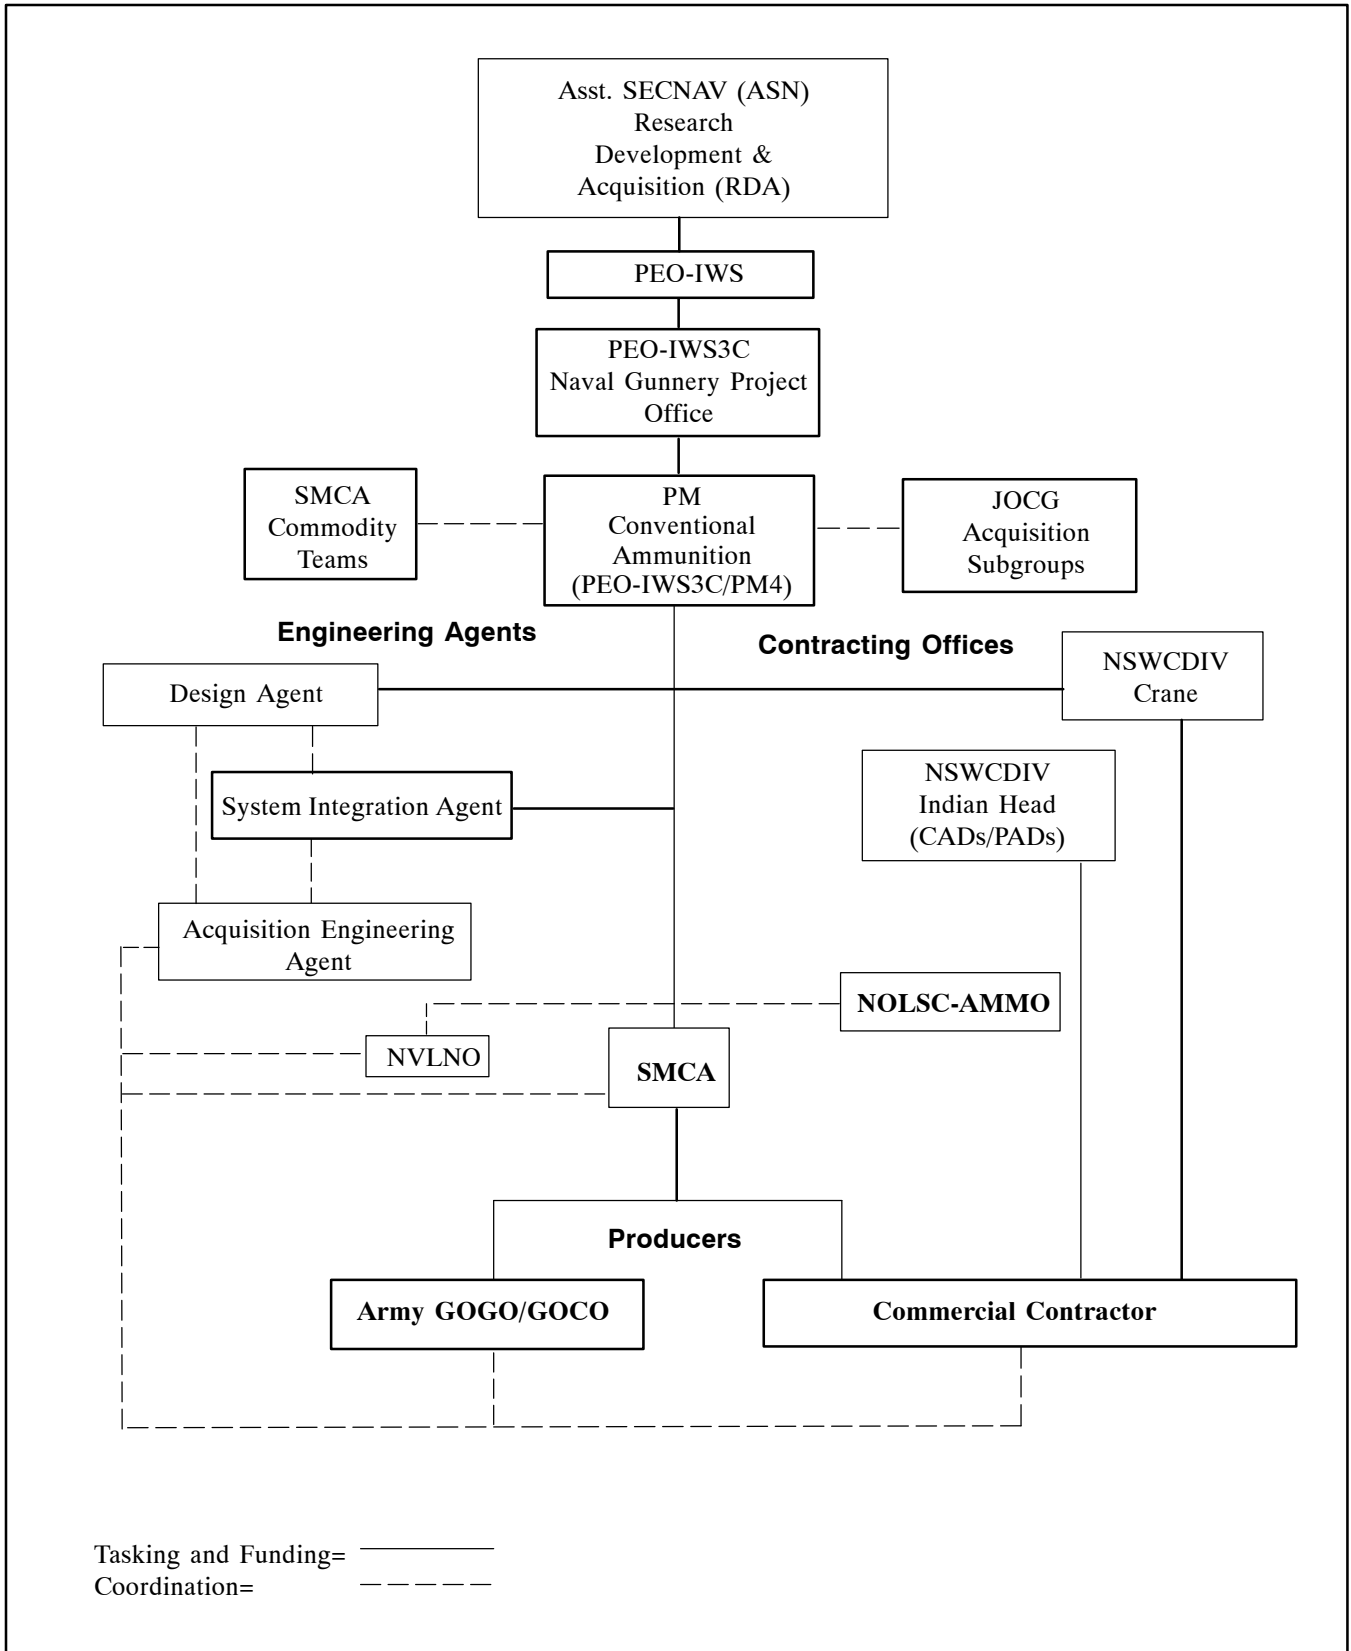 Asst. SECNAV (ASN)
Research
Development &
Acquisition (RDA)
PEO-IWS
PEO-IWS3C
Naval Gunnery Project
Office
SMCA
Commodity
Teams
PM
Conventional
Ammunition
(PEO-IWS3C/PM4)
JOCG
Acquisition
Subgroups
Engineering Agents
Contracting Offices
Design Agent
NSWCDIV
Crane
System Integration Agent
NSWCDIV
Indian Head
(CADs/PADs)
Acquisition Engineering
Agent
NOLSC-AMMO
NVLNO
SMCA
Producers
Army GOGO/GOCO
Commercial Contractor
Tasking and Funding=
Coordination=